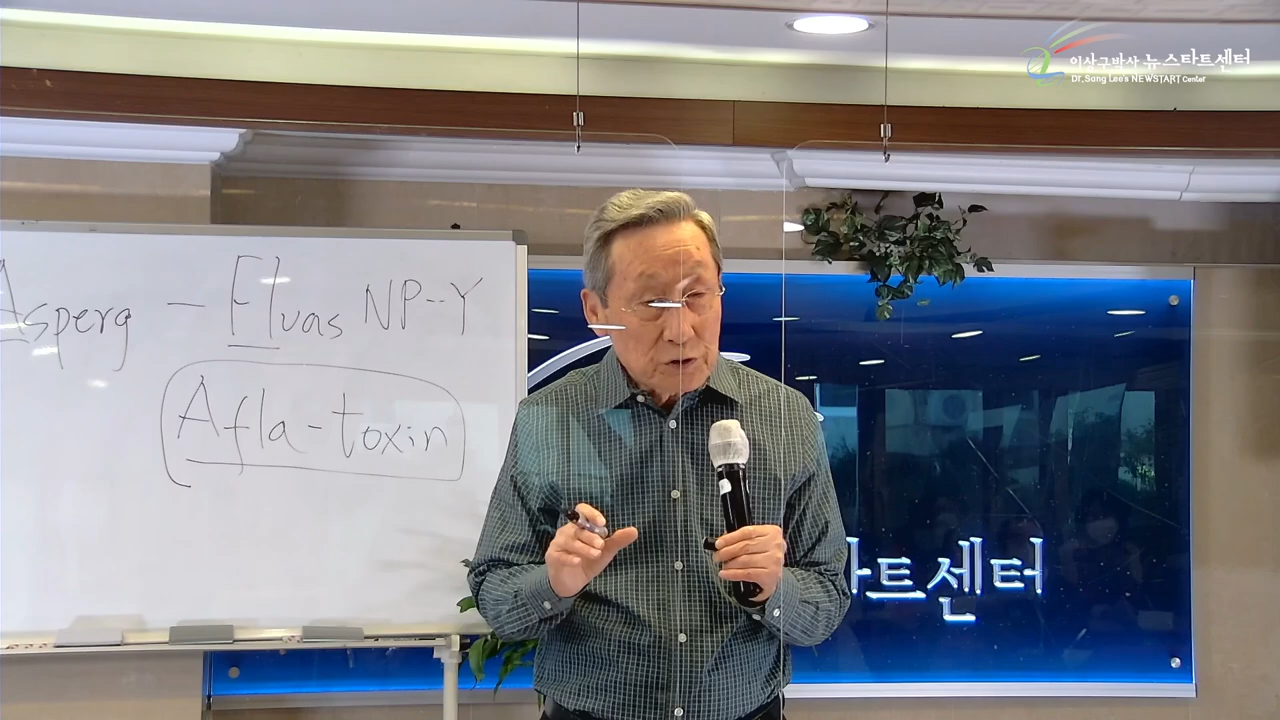 이상구박사 뉴스타트센터
Dr.Sang Lee's NEWSTART Center
Asperg - Fluas NP--Y
Afla-toxin
타트센터